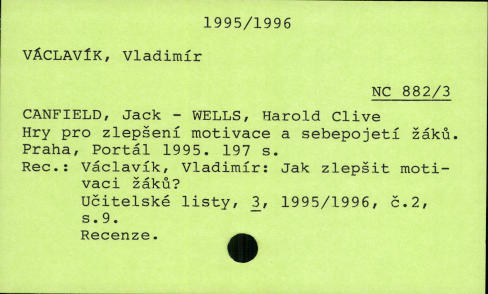 1995/1996
VÁCLAVÍK, Vladimír
NC 882/3
CANFIELD, Jack - WELLS, Harold Clive
Hry pro zlepšení motivace a sebepojetí žáků.
Praha, Portál 1995. 197 s.
Rec.: Václavík, Vladimír: Jak zlepšit moti-
vaci žáků?
Učitelské listy, 3, 1995/1996, č.2,
s.9.
Recenze.